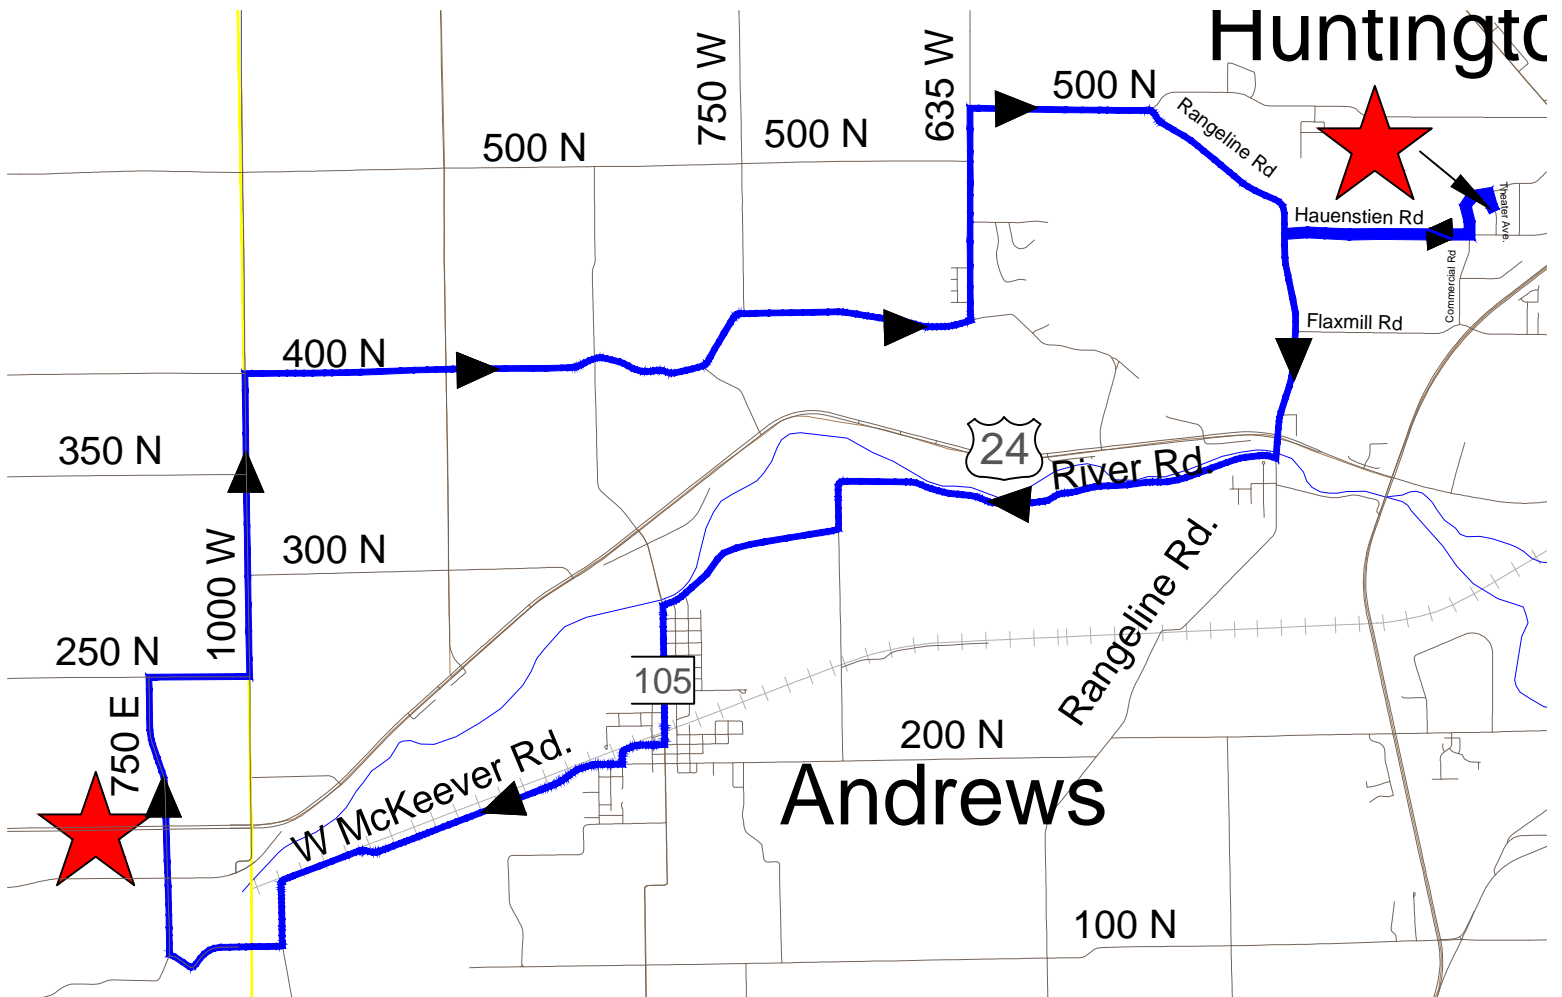 Huntingto
500 N
750 W
635 W
500 N
500 N
Rangeline Rd
Theater Ave.
Hauenstien Rd
Commercial Rd
Flaxmill Rd
400 N
350 N
24
River Rd.
1000 W
300 N
Rangeline Rd.
250 N
105
750 E
200 N
W McKeever Rd.
Andrews
100 N